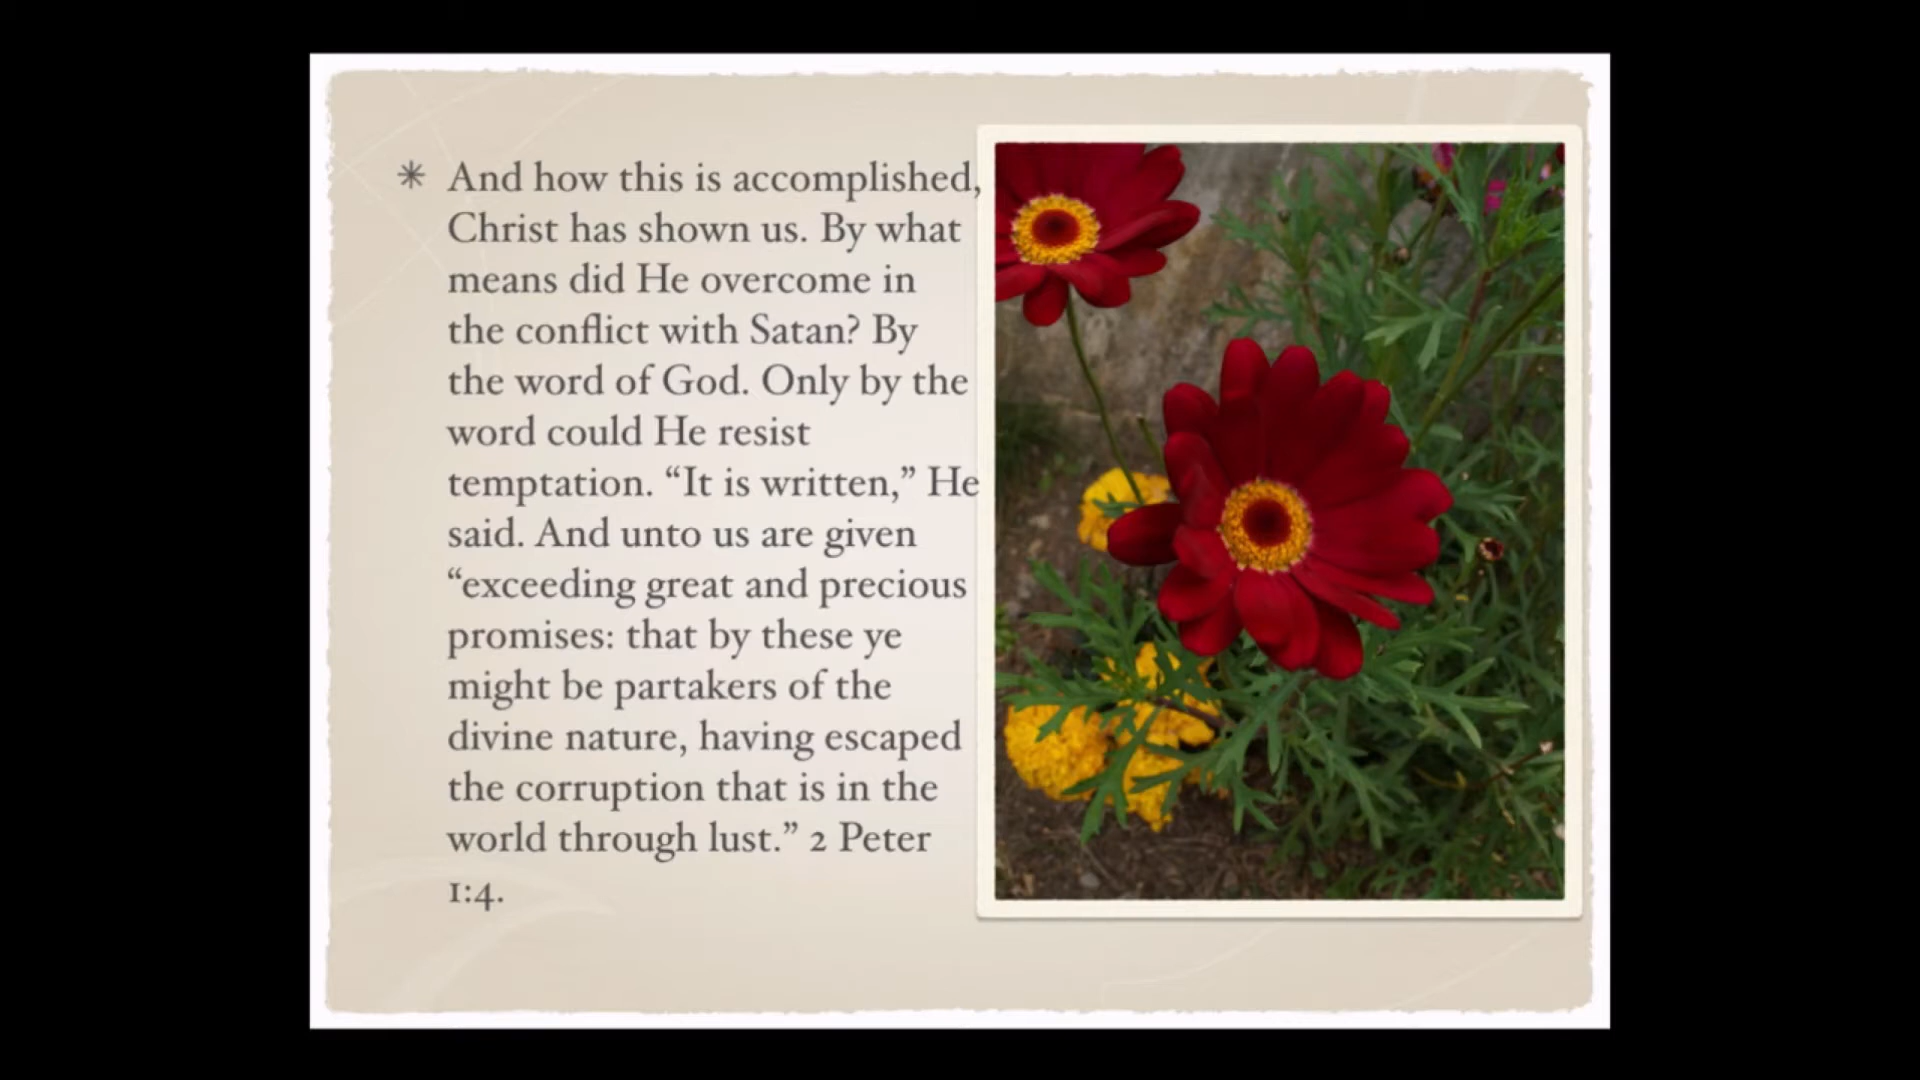 And how this is accomplished,
Christ has shown us. By what
means did He overcome in
the conflict with Satan? By
the word of God. Only by the
word could He resist
temptation. “It is written,” He
said. And unto us are given
“exceeding great and precious
promises: that by these ye
might be partakers of the
divine nature, having escaped
the corruption that is in the
world through lust.” 2 Peter
1:4.